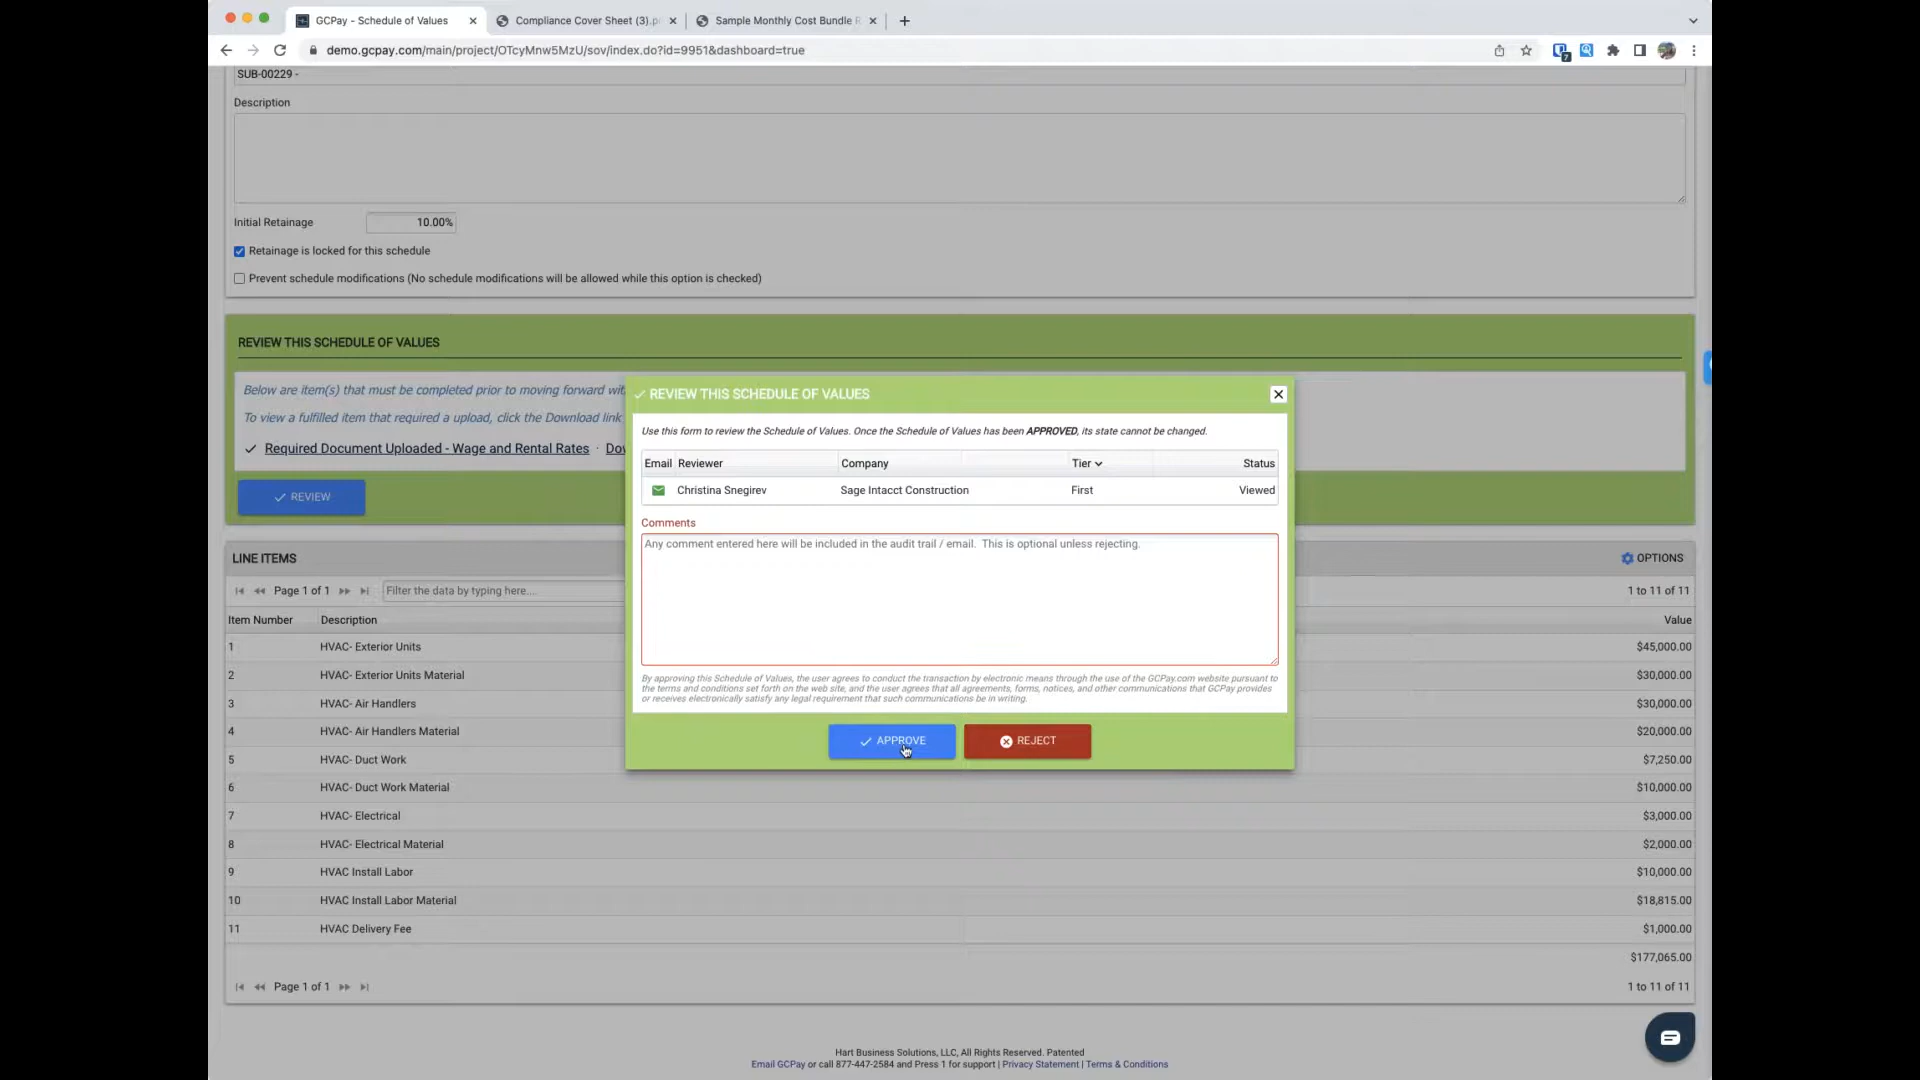 GCPay - Schedule of Values
Compliance Cover Sheet (3).p
Sample Monthly Cost Bundle R
demo.gcpay.com/main/project/OTcyMnw5MzU/sov/index.do?id=9951&dashboard=true
7
SUB-00229 -
Description
Initial Retainage 10.00%
Retainage is locked for this schedule
Prevent schedule modifications (No schedule modifications will be allowed while this option is checked)
REVIEW THIS SCHEDULE OF VALUES
Below are item(s) that must be completed prior to moving forward wit
To view a fulfilled item that required a upload, click the Download link
Required Document Uploaded - Wage and Rental Rates · Dow
REVIEW
REVIEW THIS SCHEDULE OF VALUES
Use this form to review the Schedule of Values. Once the Schedule of Values has been APPROVED, its state cannot be changed.
Email Reviewer Company Tier Status
Christina Snegirev Sage Intacct Construction First Viewed
Comments
Any comment entered here will be included in the audit trail / email. This is optional unless rejecting.
By approving this Schedule of Values, the user agrees to conduct the transaction by electronic means through the use of the GCPay.com website pursuant to
the terms and conditions set forth on the web site, and the user agrees that all agreements, forms, notices, and other communications that GCPay provides
or receives electronically satisfy any legal requirement that such communications be in writing.
APPROVE REJECT
LINE ITEMS OPTIONS
Page 1 of 1 Filter the data by typing here.... 1 to 11 of 11
Item Number Description Value
1 HVAC- Exterior Units $45,000.00
2 HVAC- Exterior Units Material $30,000.00
3 HVAC- Air Handlers $30,000.00
4 HVAC- Air Handlers Material $20,000.00
5 HVAC- Duct Work $7,250.00
6 HVAC- Duct Work Material $10,000.00
7 HVAC- Electrical $3,000.00
8 HVAC- Electrical Material $2,000.00
9 HVAC Install Labor $10,000.00
10 HVAC Install Labor Material $18,815.00
11 HVAC Delivery Fee $1,000.00
$177,065.00
Page 1 of 1 1 to 11 of 11
Hart Business Solutions, LLC, All Rights Reserved. Patented
Email GCPay or call 877-447-2584 and Press 1 for support | Privacy Statement | Terms & Conditions